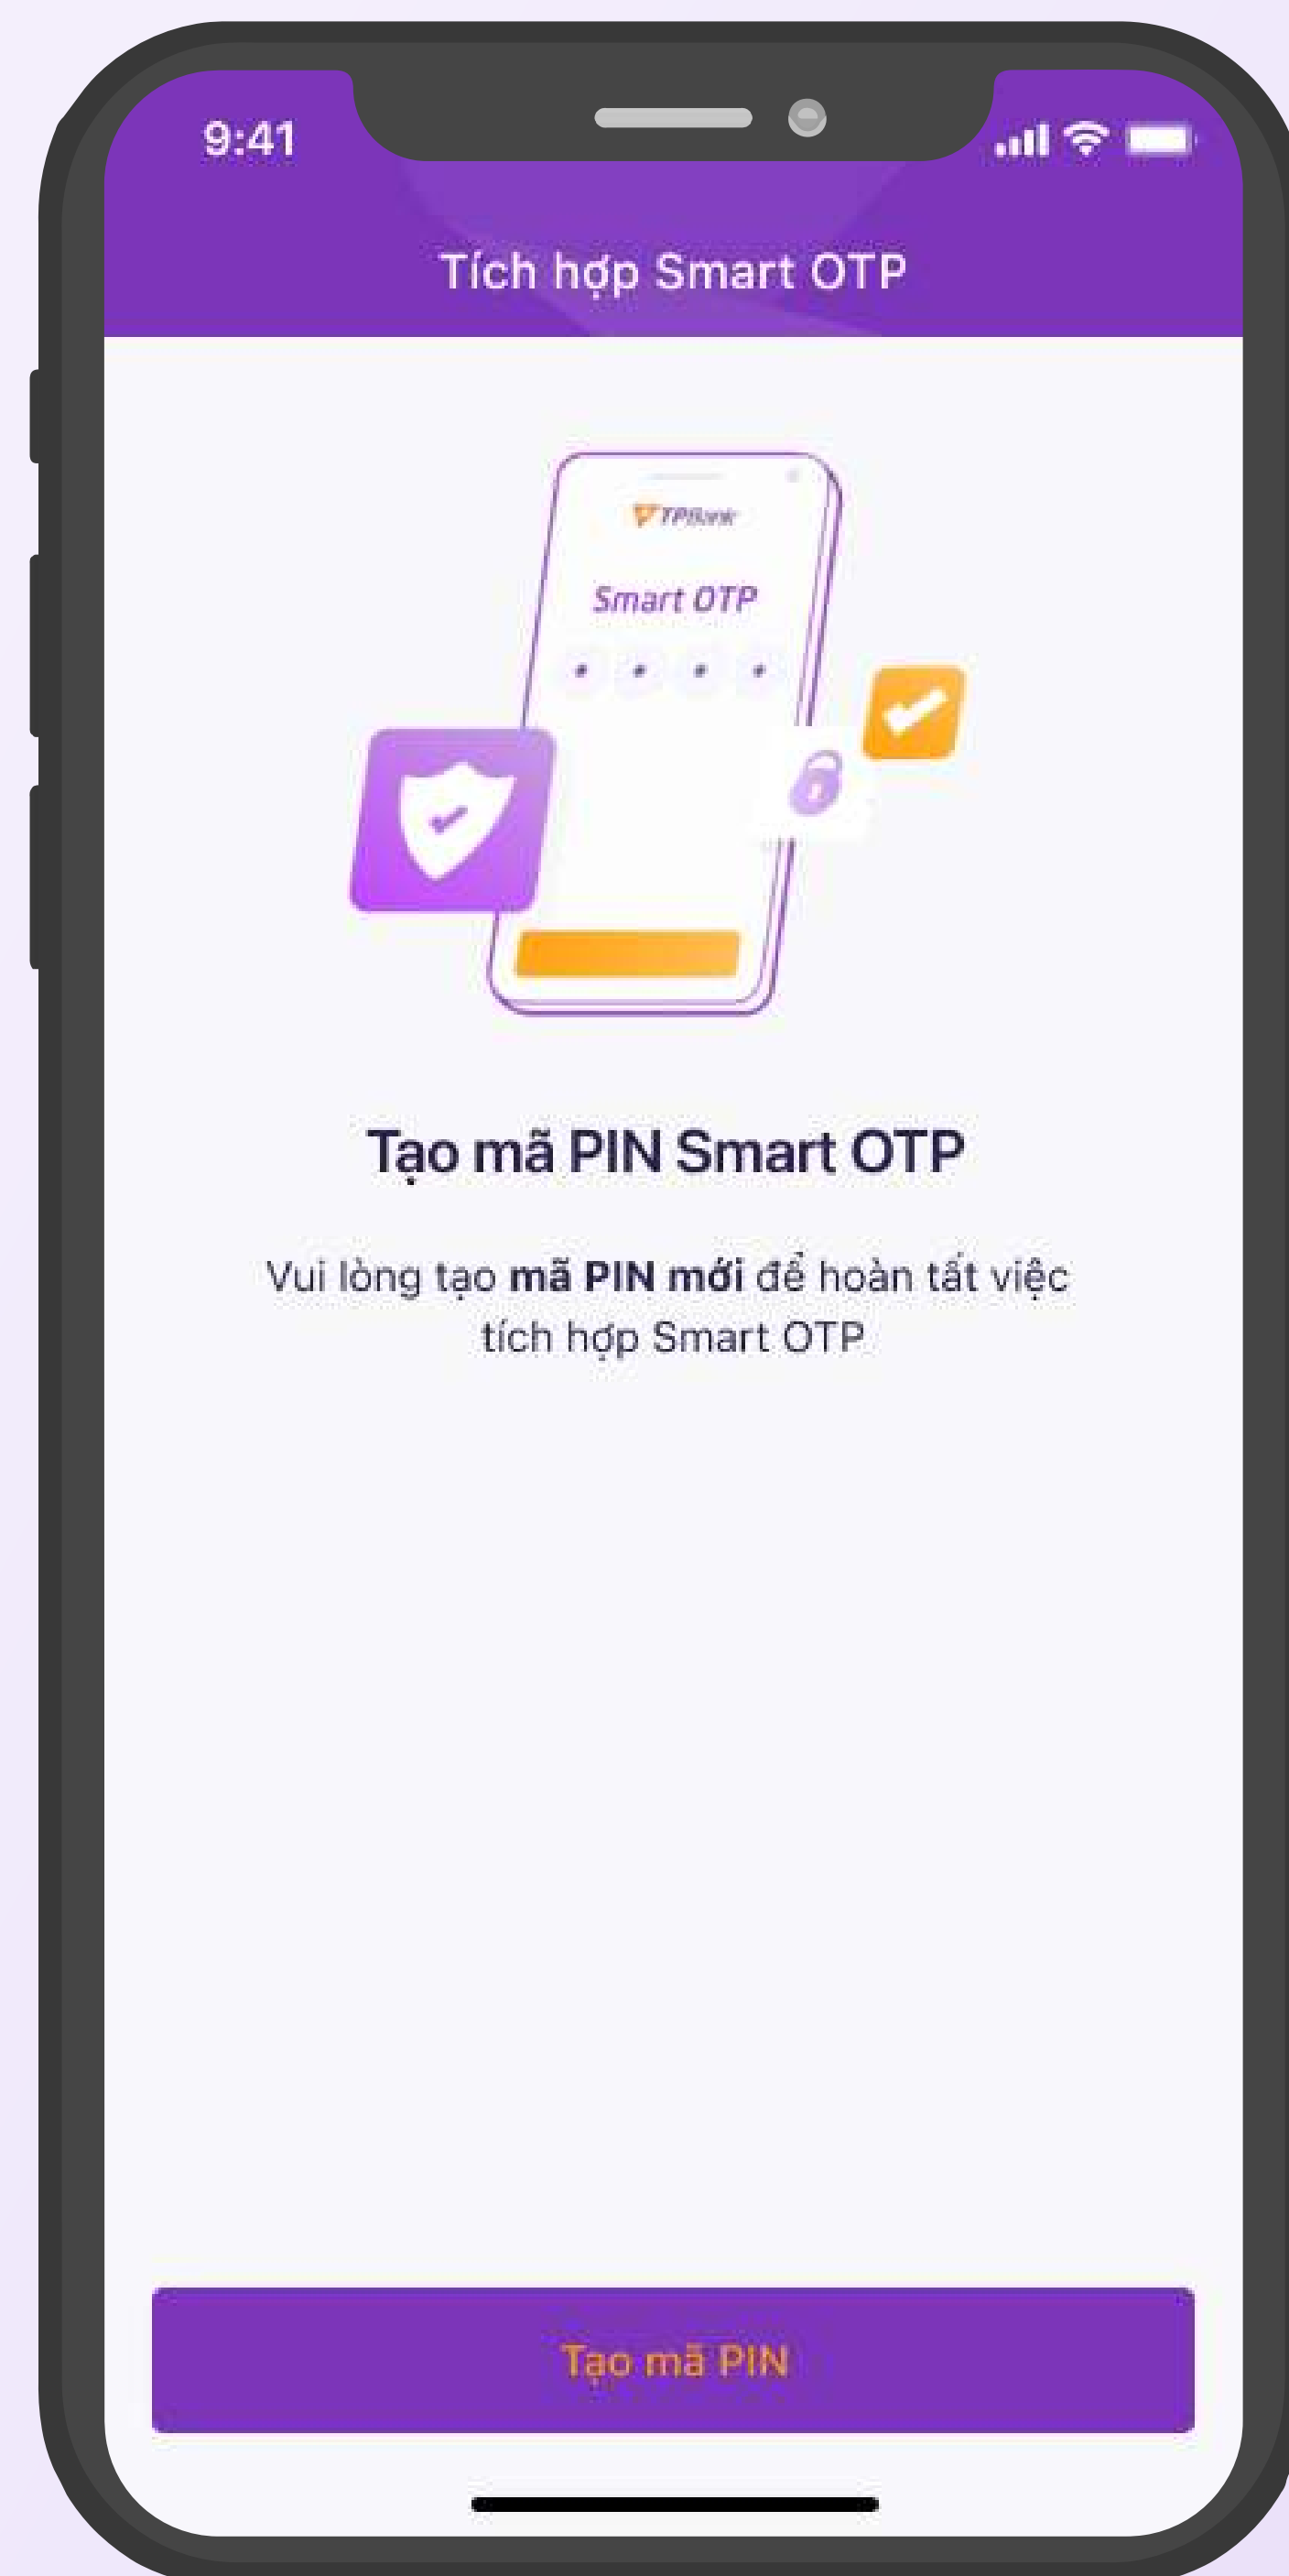 9:41
Tích hợp Smart OTP
TPBank
Smart OTP
Tạo mã PIN Smart OTP
Vui lòng tạo mã PIN mới để hoàn tất việc
tích hợp Smart OTP
Tạo mã PIN